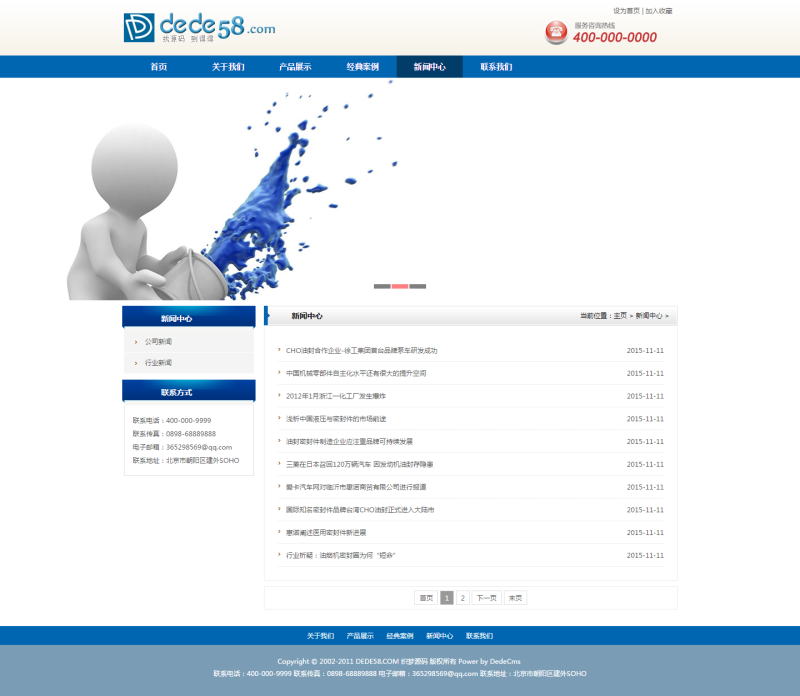 设为首页 | 加入收藏
dede58.com
找源码 到得得
服务咨询热线
400-000-0000
首页 关于我们 产品展示 经典案例 新闻中心 联系我们
新闻中心
公司新闻
行业新闻
联系方式
联系电话：400-000-9999
联系传真：0898-68889888
电子邮箱：365298569@qq.com
联系地址：北京市朝阳区建外SOHO
新闻中心 当前位置：主页 > 新闻中心 >
CHO油封合作企业-徐工集团首台品牌泵车研发成功 2015-11-11
中国机械零部件自主化水平还有很大的提升空间 2015-11-11
2012年1月浙江一化工厂发生爆炸 2015-11-11
浅析中国液压与密封件的市场前途 2015-11-11
油封密封件制造企业应注重品牌可持续发展 2015-11-11
三菱在日本召回120万辆汽车 因发动机油封存隐患 2015-11-11
爱卡汽车网对临沂市惠诺商贸有限公司进行报道 2015-11-11
国际知名密封件品牌台湾CHO油封正式进入大陆市 2015-11-11
惠诺阐述医用密封件新进展 2015-11-11
行业析疑：油烟机密封圈为何“短命” 2015-11-11
首页 1 2 下一页 末页
关于我们 产品展示 经典案例 新闻中心 联系我们
Copyright © 2002-2011 DEDE58.COM 织梦源码 版权所有 Power by DedeCms
联系电话：400-000-9999 联系传真：0898-68889888 电子邮箱：365298569@qq.com 联系地址：北京市朝阳区建外SOHO